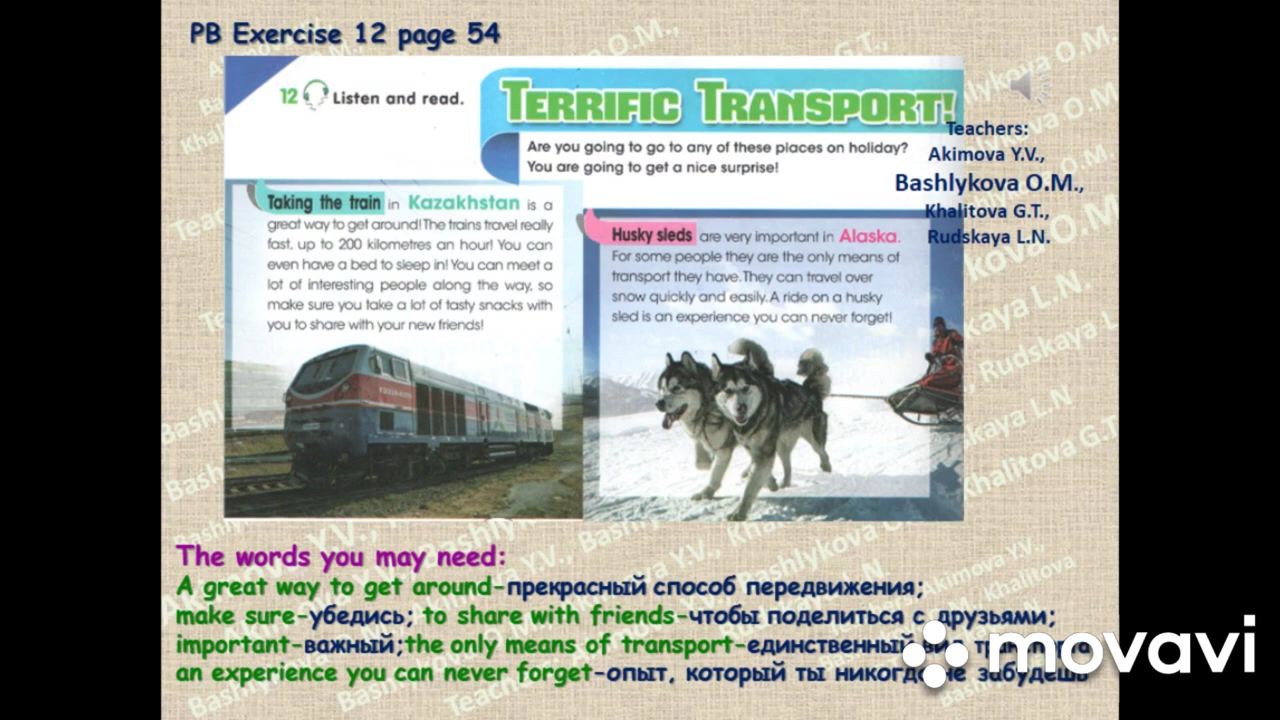 PB Exercise 12 page 54
12 Listen and read.
TERRIFIC TRANSPORT!
Are you going to go to any of these places on holiday?
You are going to get a nice surprise!
Teachers:
Akimova Y.V.,
Bashlykova O.M.,
Khalitova G.T.,
Rudskaya L.N.
Taking the train in Kazakhstan is a
great way to get around! The trains travel really
fast, up to 200 kilometres an hour! You can
even have a bed to sleep in! You can meet a
lot of interesting people along the way, so
make sure you take a lot of tasty snacks with
you to share with your new friends!
Husky sleds are very important in Alaska.
For some people they are the only means of
transport they have. They can travel over
snow quickly and easily. A ride on a husky
sled is an experience you can never forget!
The words you may need:
A great way to get around-прекрасный способ передвижения;
make sure-убедись; to share with friends-чтобы поделиться с друзьями;
important-важный;the only means of transport-единственный
an experience you can never forget-опыт, который ты никогда не забудешь
movavi